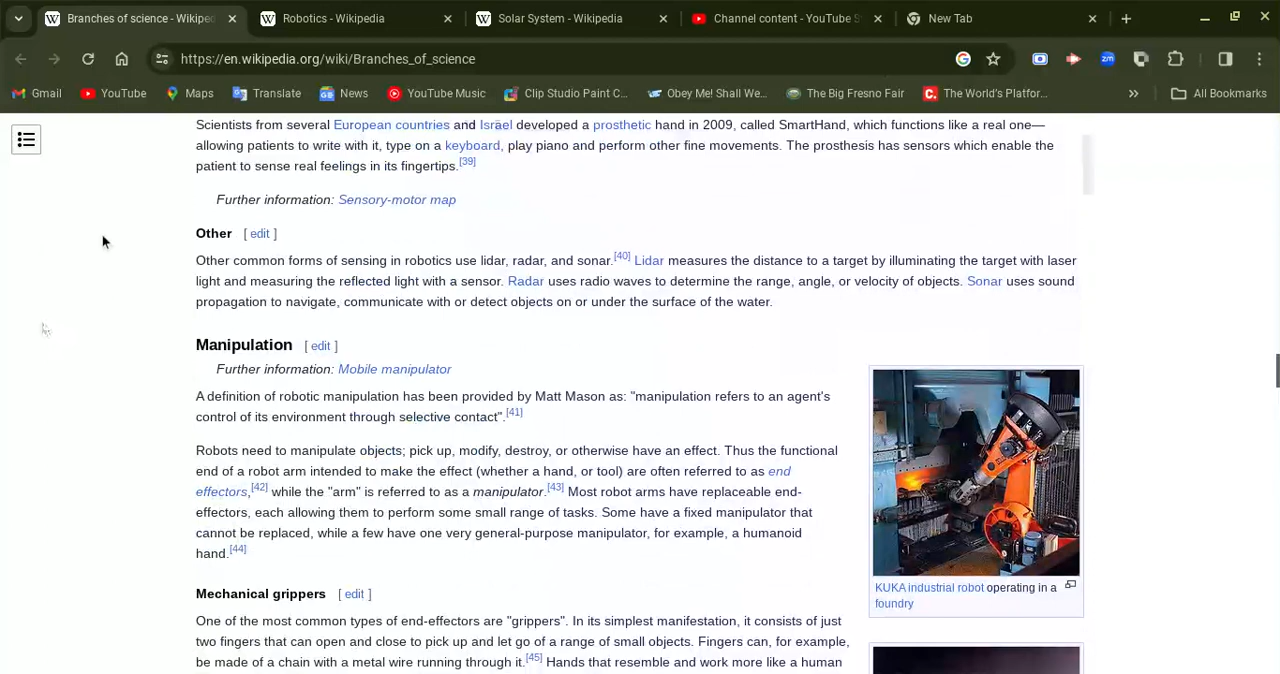 Branches of science - Wikiped
Robotics - Wikipedia
Solar System - Wikipedia
Channel content - YouTube S
New Tab
https://en.wikipedia.org/wiki/Branches_of_science
Gmail
YouTube
Maps
Translate
News
YouTube Music
Clip Studio Paint C...
Obey Me! Shall We...
The Big Fresno Fair
The World's Platfor...
All Bookmarks
Scientists from several European countries and Israel developed a prosthetic hand in 2009, called SmartHand, which functions like a real one—
allowing patients to write with it, type on a keyboard, play piano and perform other fine movements. The prosthesis has sensors which enable the
patient to sense real feelings in its fingertips.[39]
Further information: Sensory-motor map
Other [ edit ]
Other common forms of sensing in robotics use lidar, radar, and sonar.[40] Lidar measures the distance to a target by illuminating the target with laser
light and measuring the reflected light with a sensor. Radar uses radio waves to determine the range, angle, or velocity of objects. Sonar uses sound
propagation to navigate, communicate with or detect objects on or under the surface of the water.
Manipulation [ edit ]
Further information: Mobile manipulator
A definition of robotic manipulation has been provided by Matt Mason as: "manipulation refers to an agent's
control of its environment through selective contact".[41]
Robots need to manipulate objects; pick up, modify, destroy, or otherwise have an effect. Thus the functional
end of a robot arm intended to make the effect (whether a hand, or tool) are often referred to as end
effectors,[42] while the "arm" is referred to as a manipulator.[43] Most robot arms have replaceable end-
effectors, each allowing them to perform some small range of tasks. Some have a fixed manipulator that
cannot be replaced, while a few have one very general-purpose manipulator, for example, a humanoid
hand.[44]
KUKA industrial robot operating in a
foundry
Mechanical grippers [ edit ]
One of the most common types of end-effectors are "grippers". In its simplest manifestation, it consists of just
two fingers that can open and close to pick up and let go of a range of small objects. Fingers can, for example,
be made of a chain with a metal wire running through it.[45] Hands that resemble and work more like a human